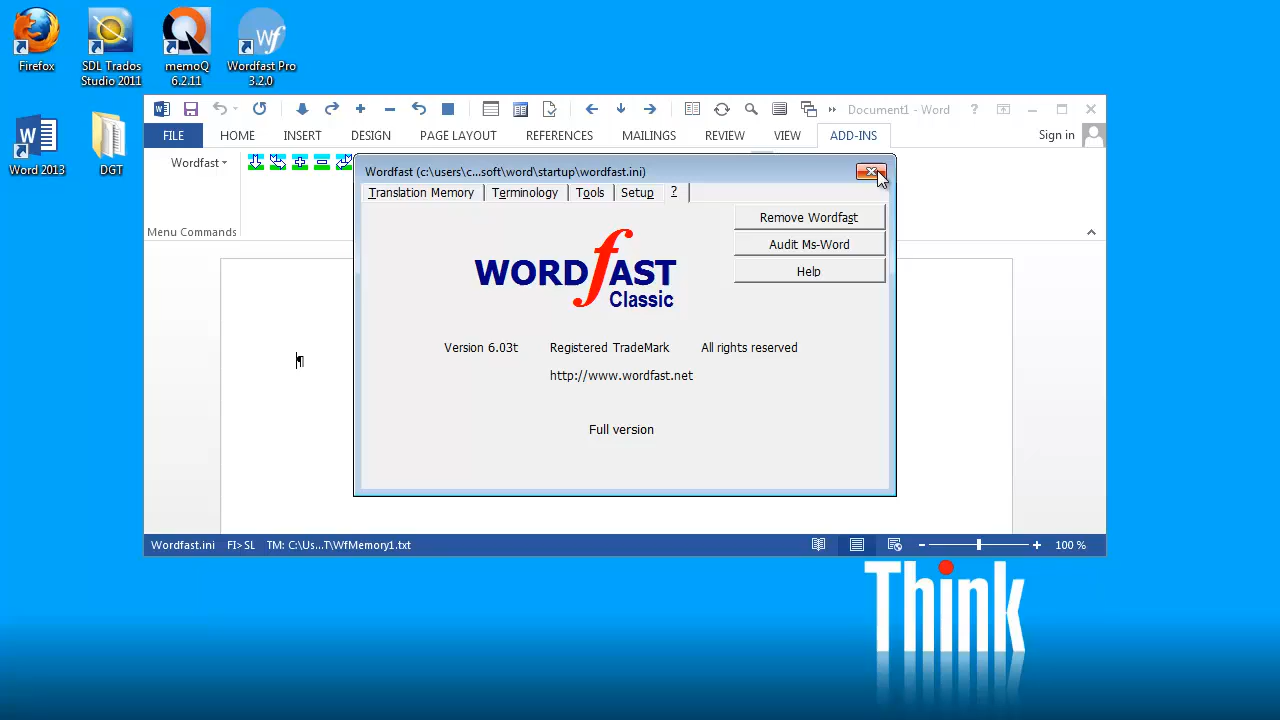 Firefox
SDL Trados
Studio 2011
memoQ
6.2.11
Wordfast Pro
3.2.0
Word 2013
DGT
Document1 - Word
FILE HOME INSERT DESIGN PAGE LAYOUT REFERENCES MAILINGS REVIEW VIEW ADD-INS Sign in
Wordfast
Menu Commands
Wordfast (c:\users\c...soft\word\startup\wordfast.ini)
Translation Memory Terminology Tools Setup ?
Remove Wordfast
Audit Ms-Word
Help
WORDfAST
Classic
Version 6.03t Registered TradeMark All rights reserved
http://www.wordfast.net
Full version
¶
Wordfast.ini FI>SL TM: C:\Us...T\WfMemory1.txt 100 %
Think